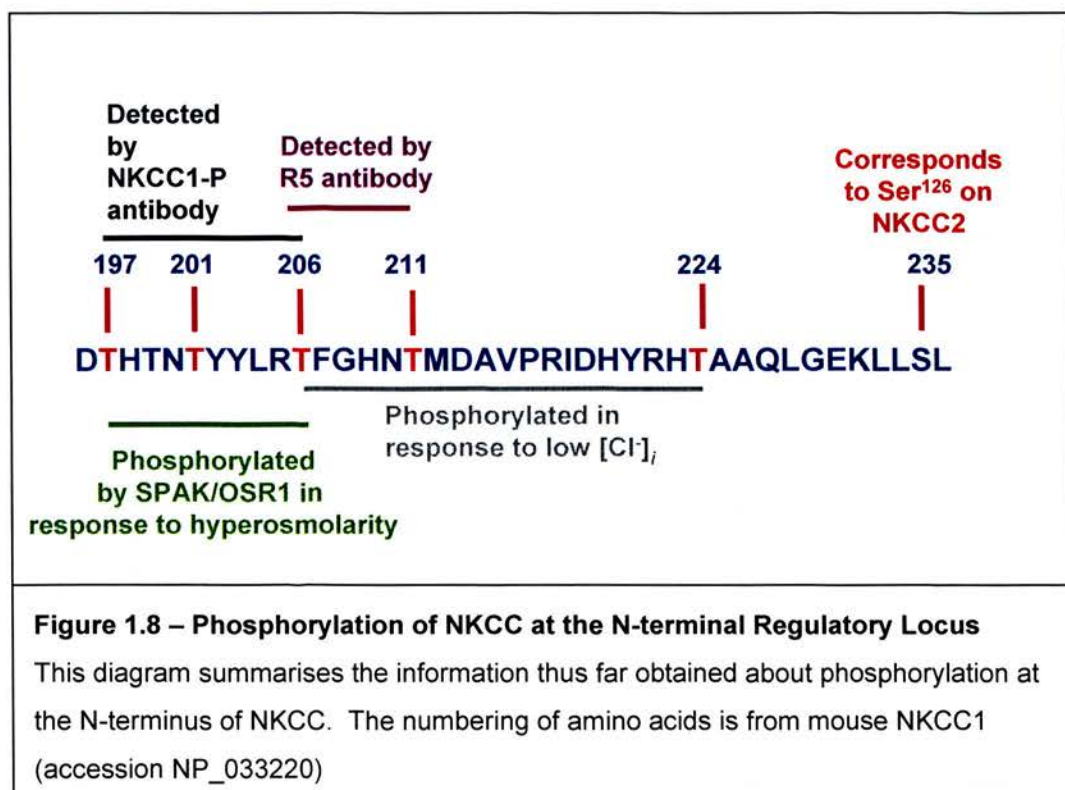 Detected
by
NKCC1-P
antibody
Detected by
R5 antibody
Corresponds
to Ser¹²⁶ on
NKCC2
197 201 206 211 224 235
DTHTNTYYLRTFGHNTMDAVPRIDHYRHTAAQLGEKLLSL
Phosphorylated in
response to low [Cl⁻]ᵢ
Phosphorylated
by SPAK/OSR1 in
response to hyperosmolarity
Figure 1.8 – Phosphorylation of NKCC at the N-terminal Regulatory Locus
This diagram summarises the information thus far obtained about phosphorylation at
the N-terminus of NKCC. The numbering of amino acids is from mouse NKCC1
(accession NP_033220)